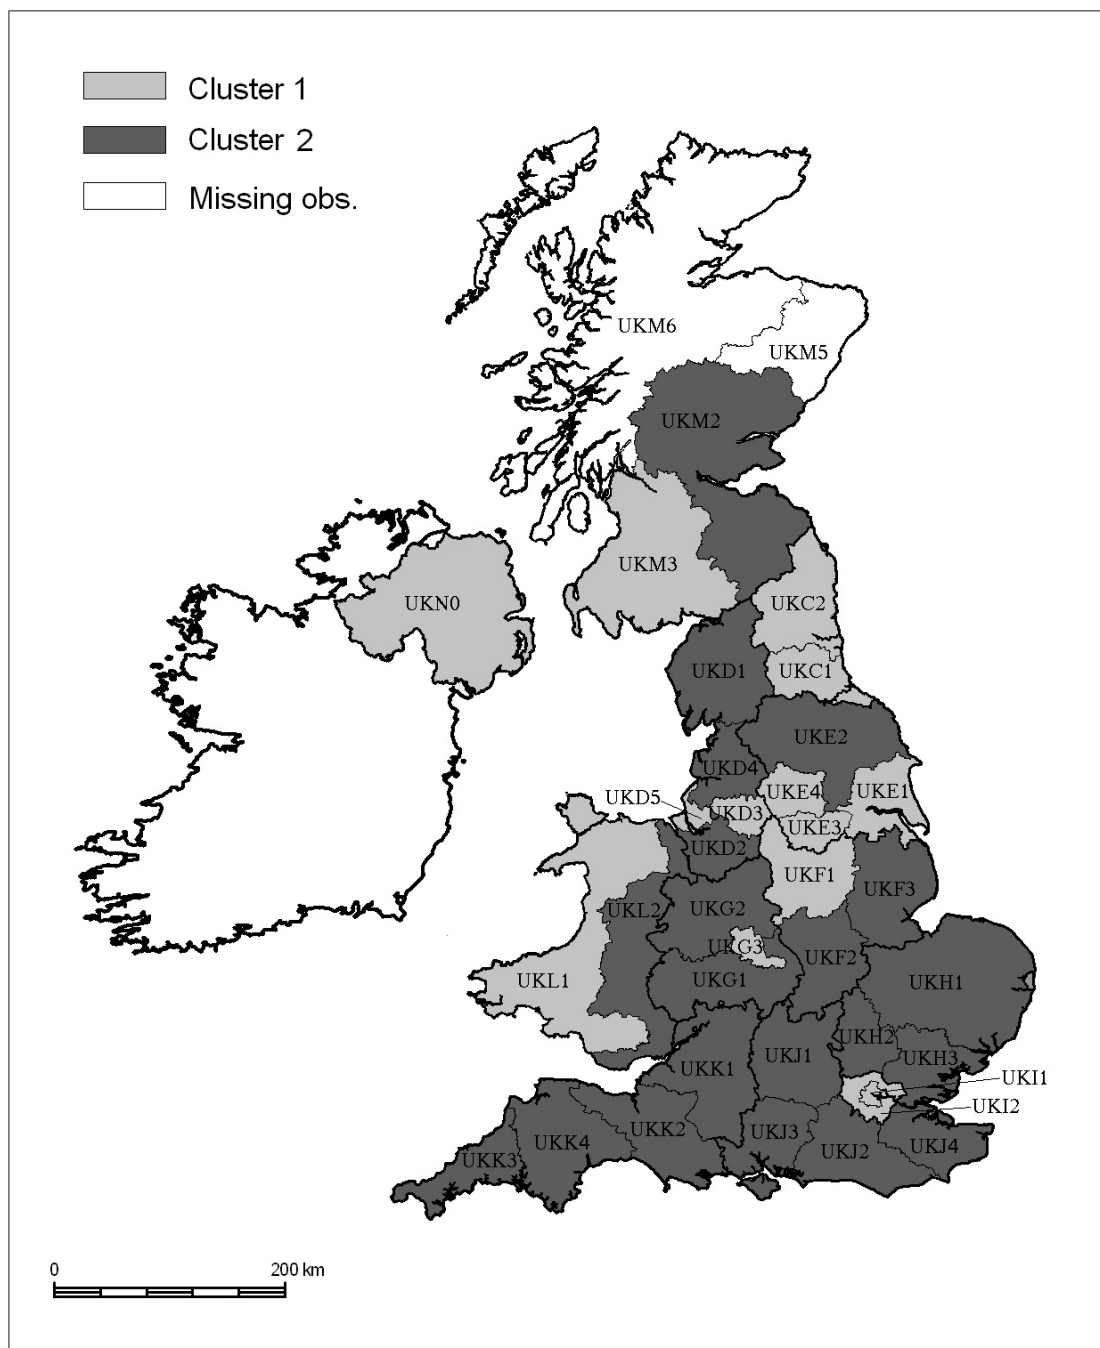 Cluster 1
Cluster 2
Missing obs.
UKM6
UKM5
UKM2
UKM3
UKN0
UKC2
UKD1
UKC1
UKE2
UKD4
UKD5
UKE4
UKE1
UKD3
UKE3
UKD2
UKF1
UKF3
UKL2
UKG2
UKG3
UKF2
UKL1
UKG1
UKH1
UKH2
UKJ1
UKH3
UKK1
UKI1
UKI2
UKK2
UKJ3
UKK4
UKJ4
UKJ2
UKK3
0 200 km